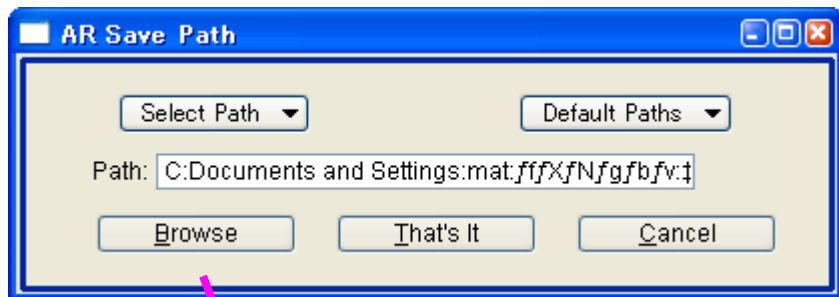 AR Save Path
Select Path Default Paths
Path: C:Documents and Settings:mat:ƒfƒXƒNƒgƒbƒv:‡
Browse That's It Cancel